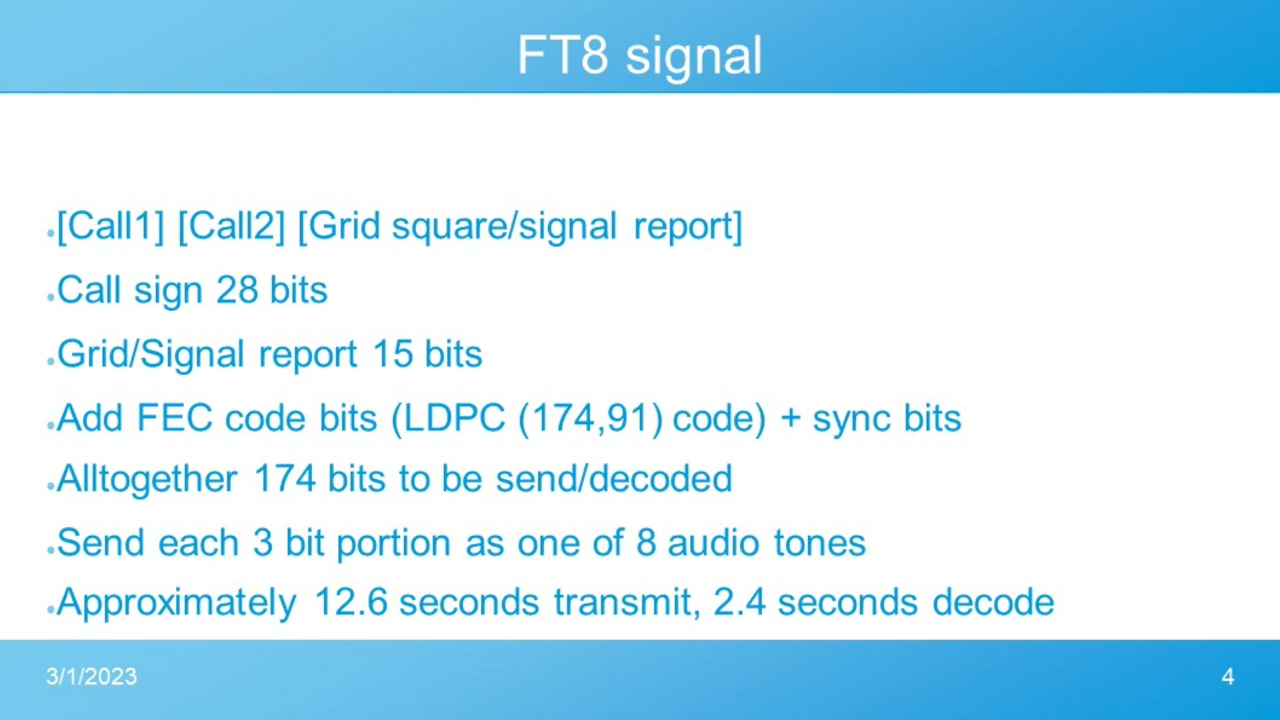 FT8 signal
[Call1] [Call2] [Grid square/signal report]
Call sign 28 bits
Grid/Signal report 15 bits
Add FEC code bits (LDPC (174,91) code) + sync bits
Alltogether 174 bits to be send/decoded
Send each 3 bit portion as one of 8 audio tones
Approximately 12.6 seconds transmit, 2.4 seconds decode
3/1/2023
4